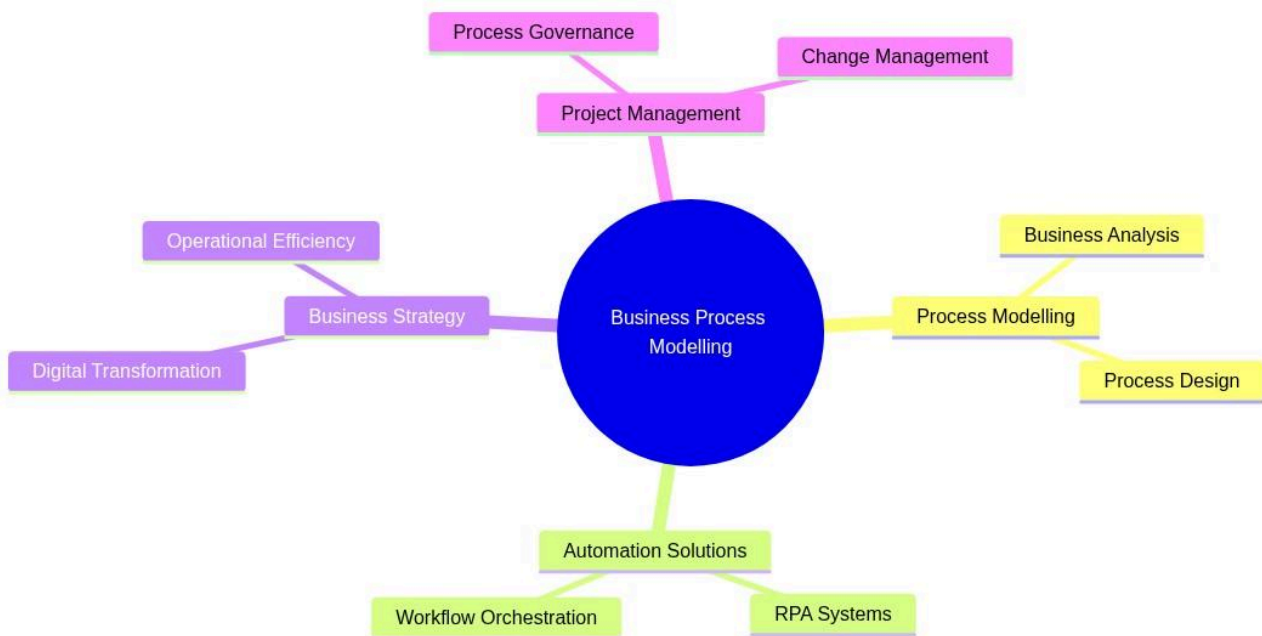 Process Governance
Change Management
Project Management
Operational Efficiency
Business Analysis
Business Strategy
Business Process
Modelling
Process Modelling
Digital Transformation
Process Design
Automation Solutions
Workflow Orchestration
RPA Systems